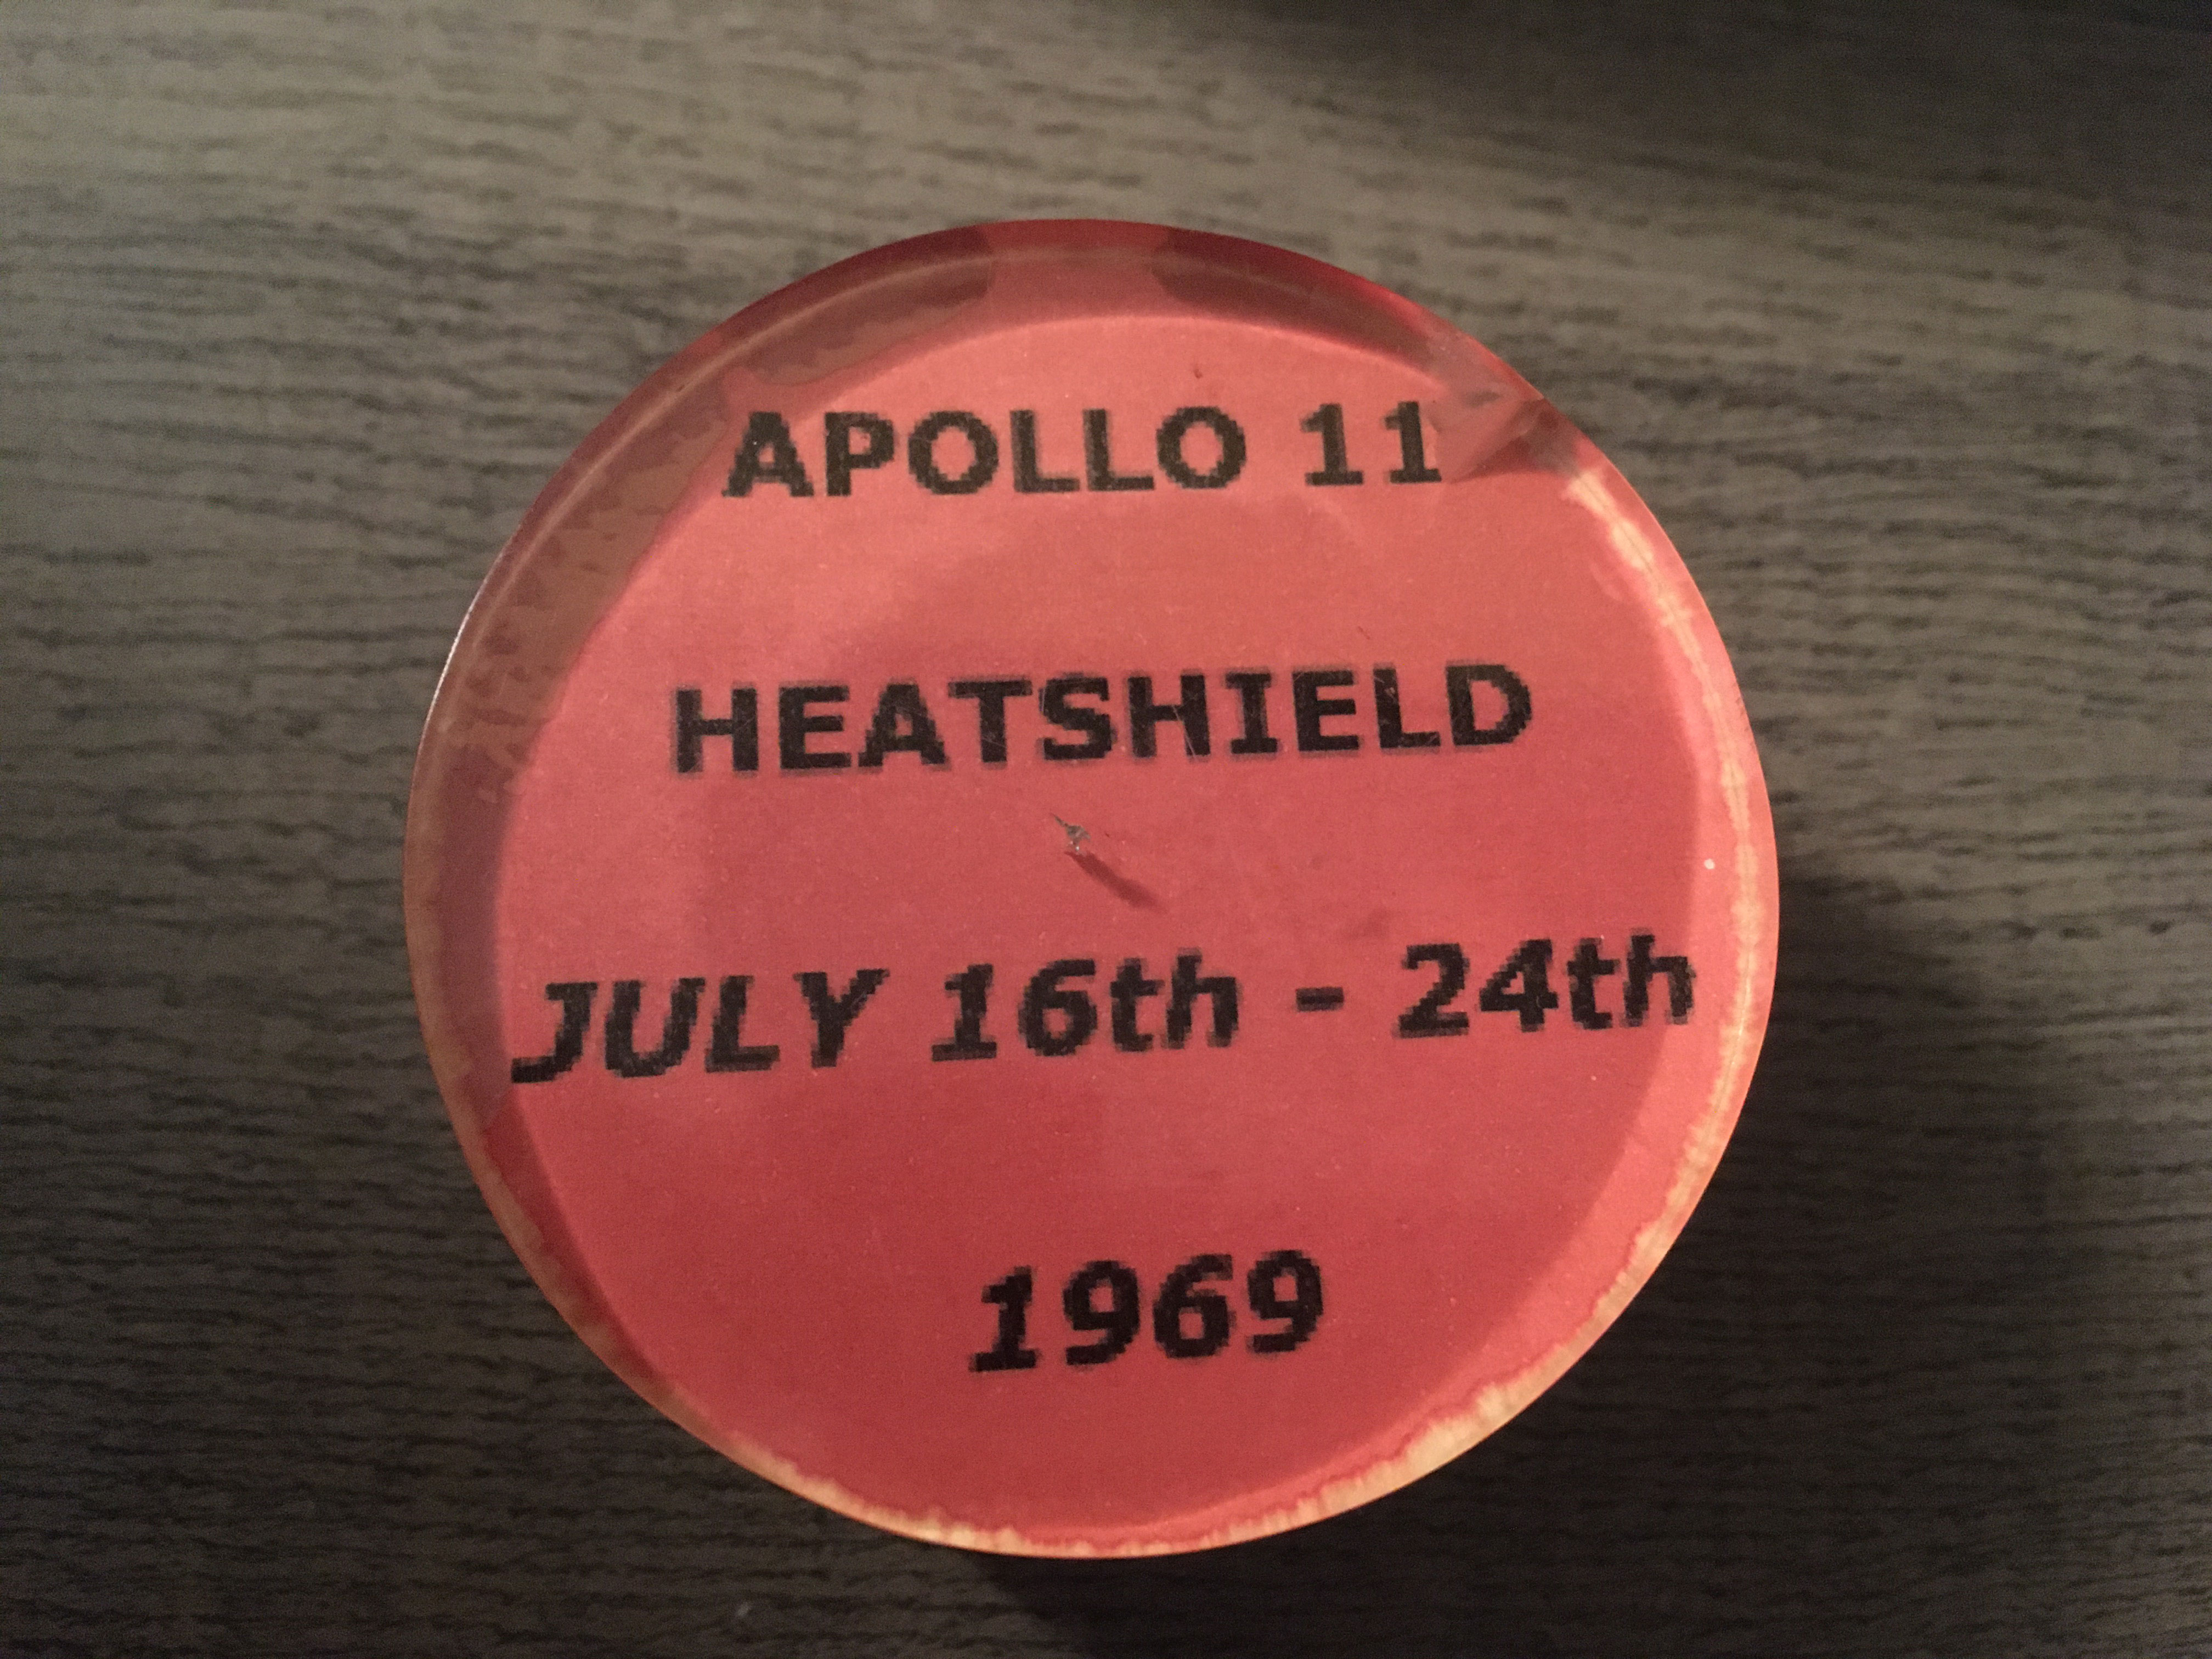 APOLLO 11
HEATSHIELD
JULY 16th - 24th
1969